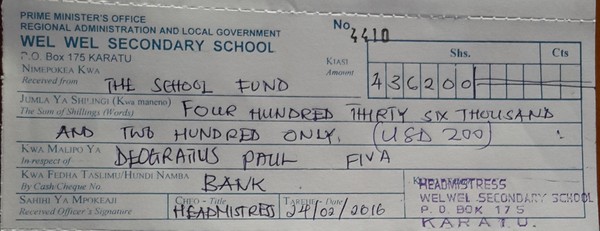 PRIME MINISTER'S OFFICE
REGIONAL ADMINISTRATION AND LOCAL GOVERNMENT
WEL WEL SECONDARY SCHOOL
P.O. Box 175 KARATU
No. 4410
NIMEPOKEA KWA
Received from
THE SCHOOL FUND
KIASI
Amount
Shs. Cts
436200
JUMLA YA SHILINGI (Kwa maneno)
The Sum of Shillings (Words)
FOUR HUNDRED THIRTY SIX THOUSAND
AND TWO HUNDRED ONLY. (USD 200)
KWA MALIPO YA
In respect of
DEOGRATIUS PAUL FIVA
KWA FEDHA TASLIMU/HUNDI NAMBA
By Cash/Cheque No.
BANK
SAHIHI YA MPOKEAJI
Received Officer's Signature
CHEO - Title
HEADMISTRESS
TAREHE - Date
24/02/2016
HEADMISTRESS
WELWEL SECONDARY SCHOOL
P. O. BOX 175
KARATU.